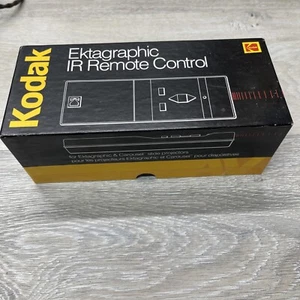 Kodak
Ektagraphic
IR Remote Control
for Ektagraphic & Carousel slide projectors
pour les projecteurs Ektagraphic et Carousel pour diapositives